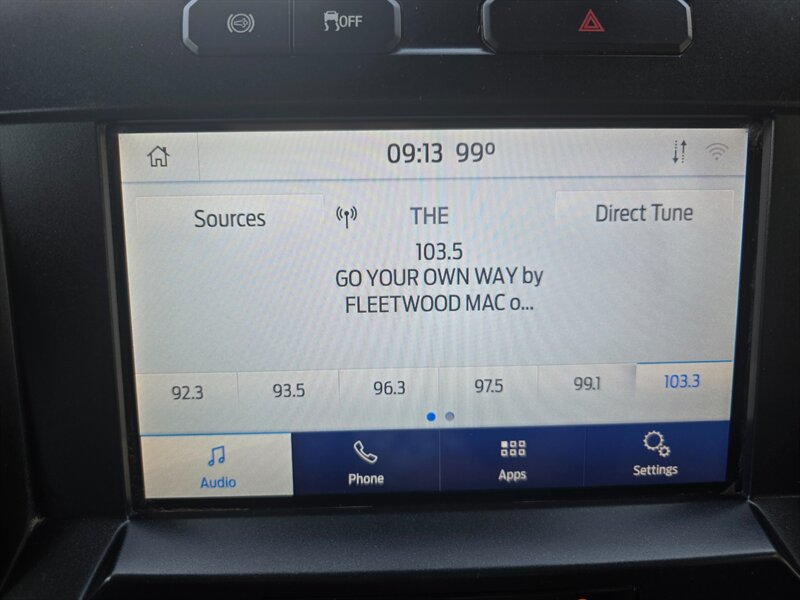 OFF
09:13 99º
Sources
THE
Direct Tune
103.5
GO YOUR OWN WAY by
FLEETWOOD MAC o...
92.3 93.5 96.3 97.5 99.1 103.3
Audio Phone Apps Settings